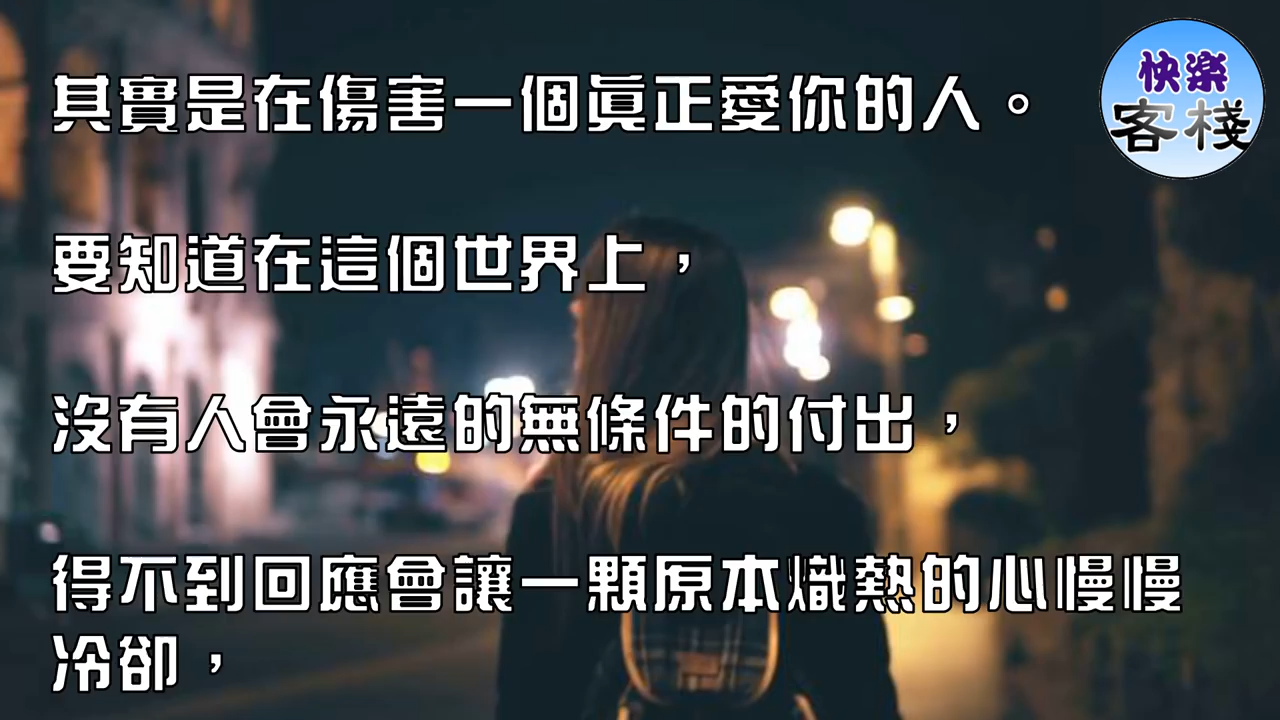 其實是在傷害一個真正愛你的人。
快樂
客棧
要知道在這個世界上，
沒有人會永遠的無條件的付出，
得不到回應會讓一顆原本熾熱的心慢慢
冷卻，